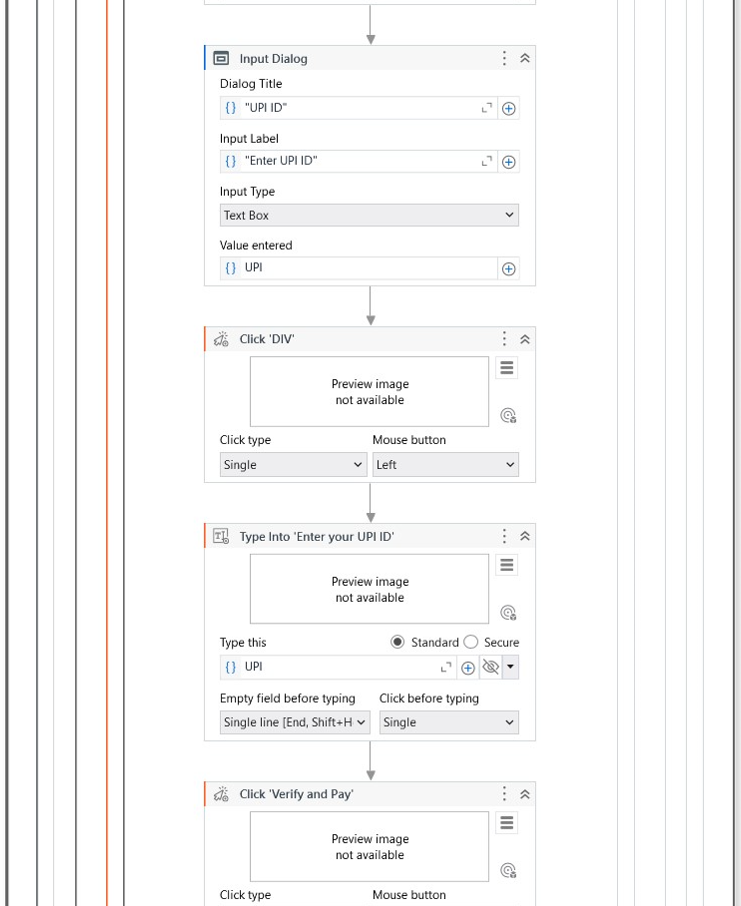 Input Dialog
Dialog Title
{} "UPI ID"
Input Label
{} "Enter UPI ID"
Input Type
Text Box
Value entered
{} UPI
Click 'DIV'
Preview image
not available
Click type Mouse button
Single Left
Type Into 'Enter your UPI ID'
Preview image
not available
Type this Standard Secure
{} UPI
Empty field before typing Click before typing
Single line [End, Shift+H Single
Click 'Verify and Pay'
Preview image
not available
Click type Mouse button